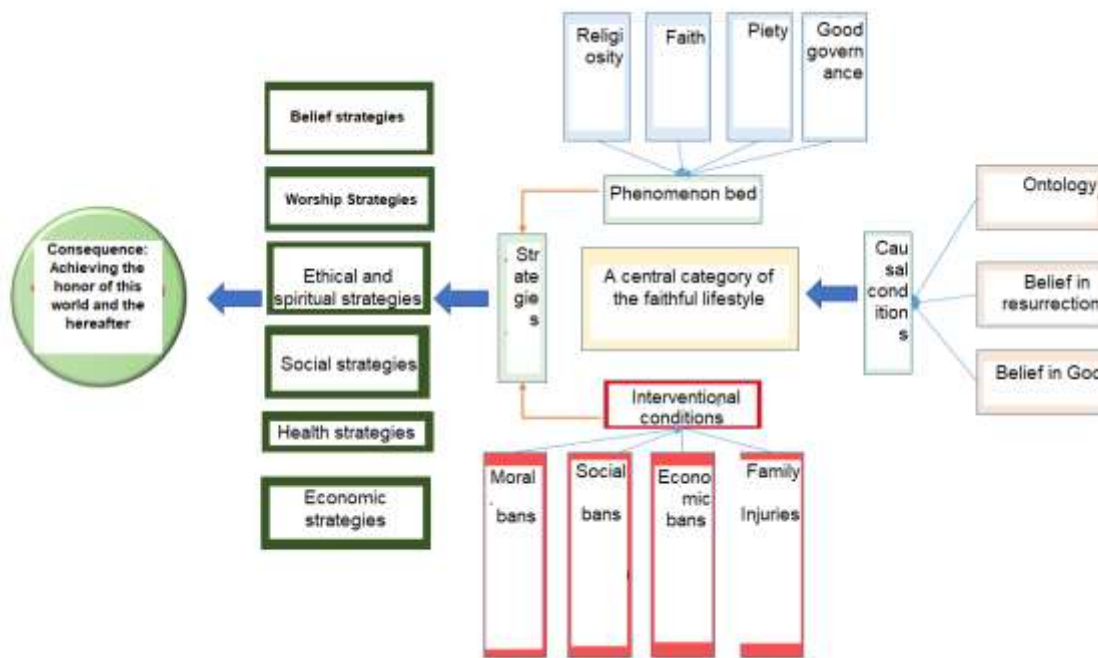 Religi
osity
Faith
Piety
Good
govern
ance
Belief strategies
Worship Strategies
Ethical and
spiritual strategies
Social strategies
Health strategies
Economic
strategies
Consequence:
Achieving the
honor of this
world and the
hereafter
Phenomenon bed
Str
ate
gie
s
A central category of
the faithful lifestyle
Cau
sal
cond
ition
s
Ontology
Belief in
resurrection
Belief in God
Interventional
conditions
Moral
bans
Social
bans
Econo
mic
bans
Family
Injuries